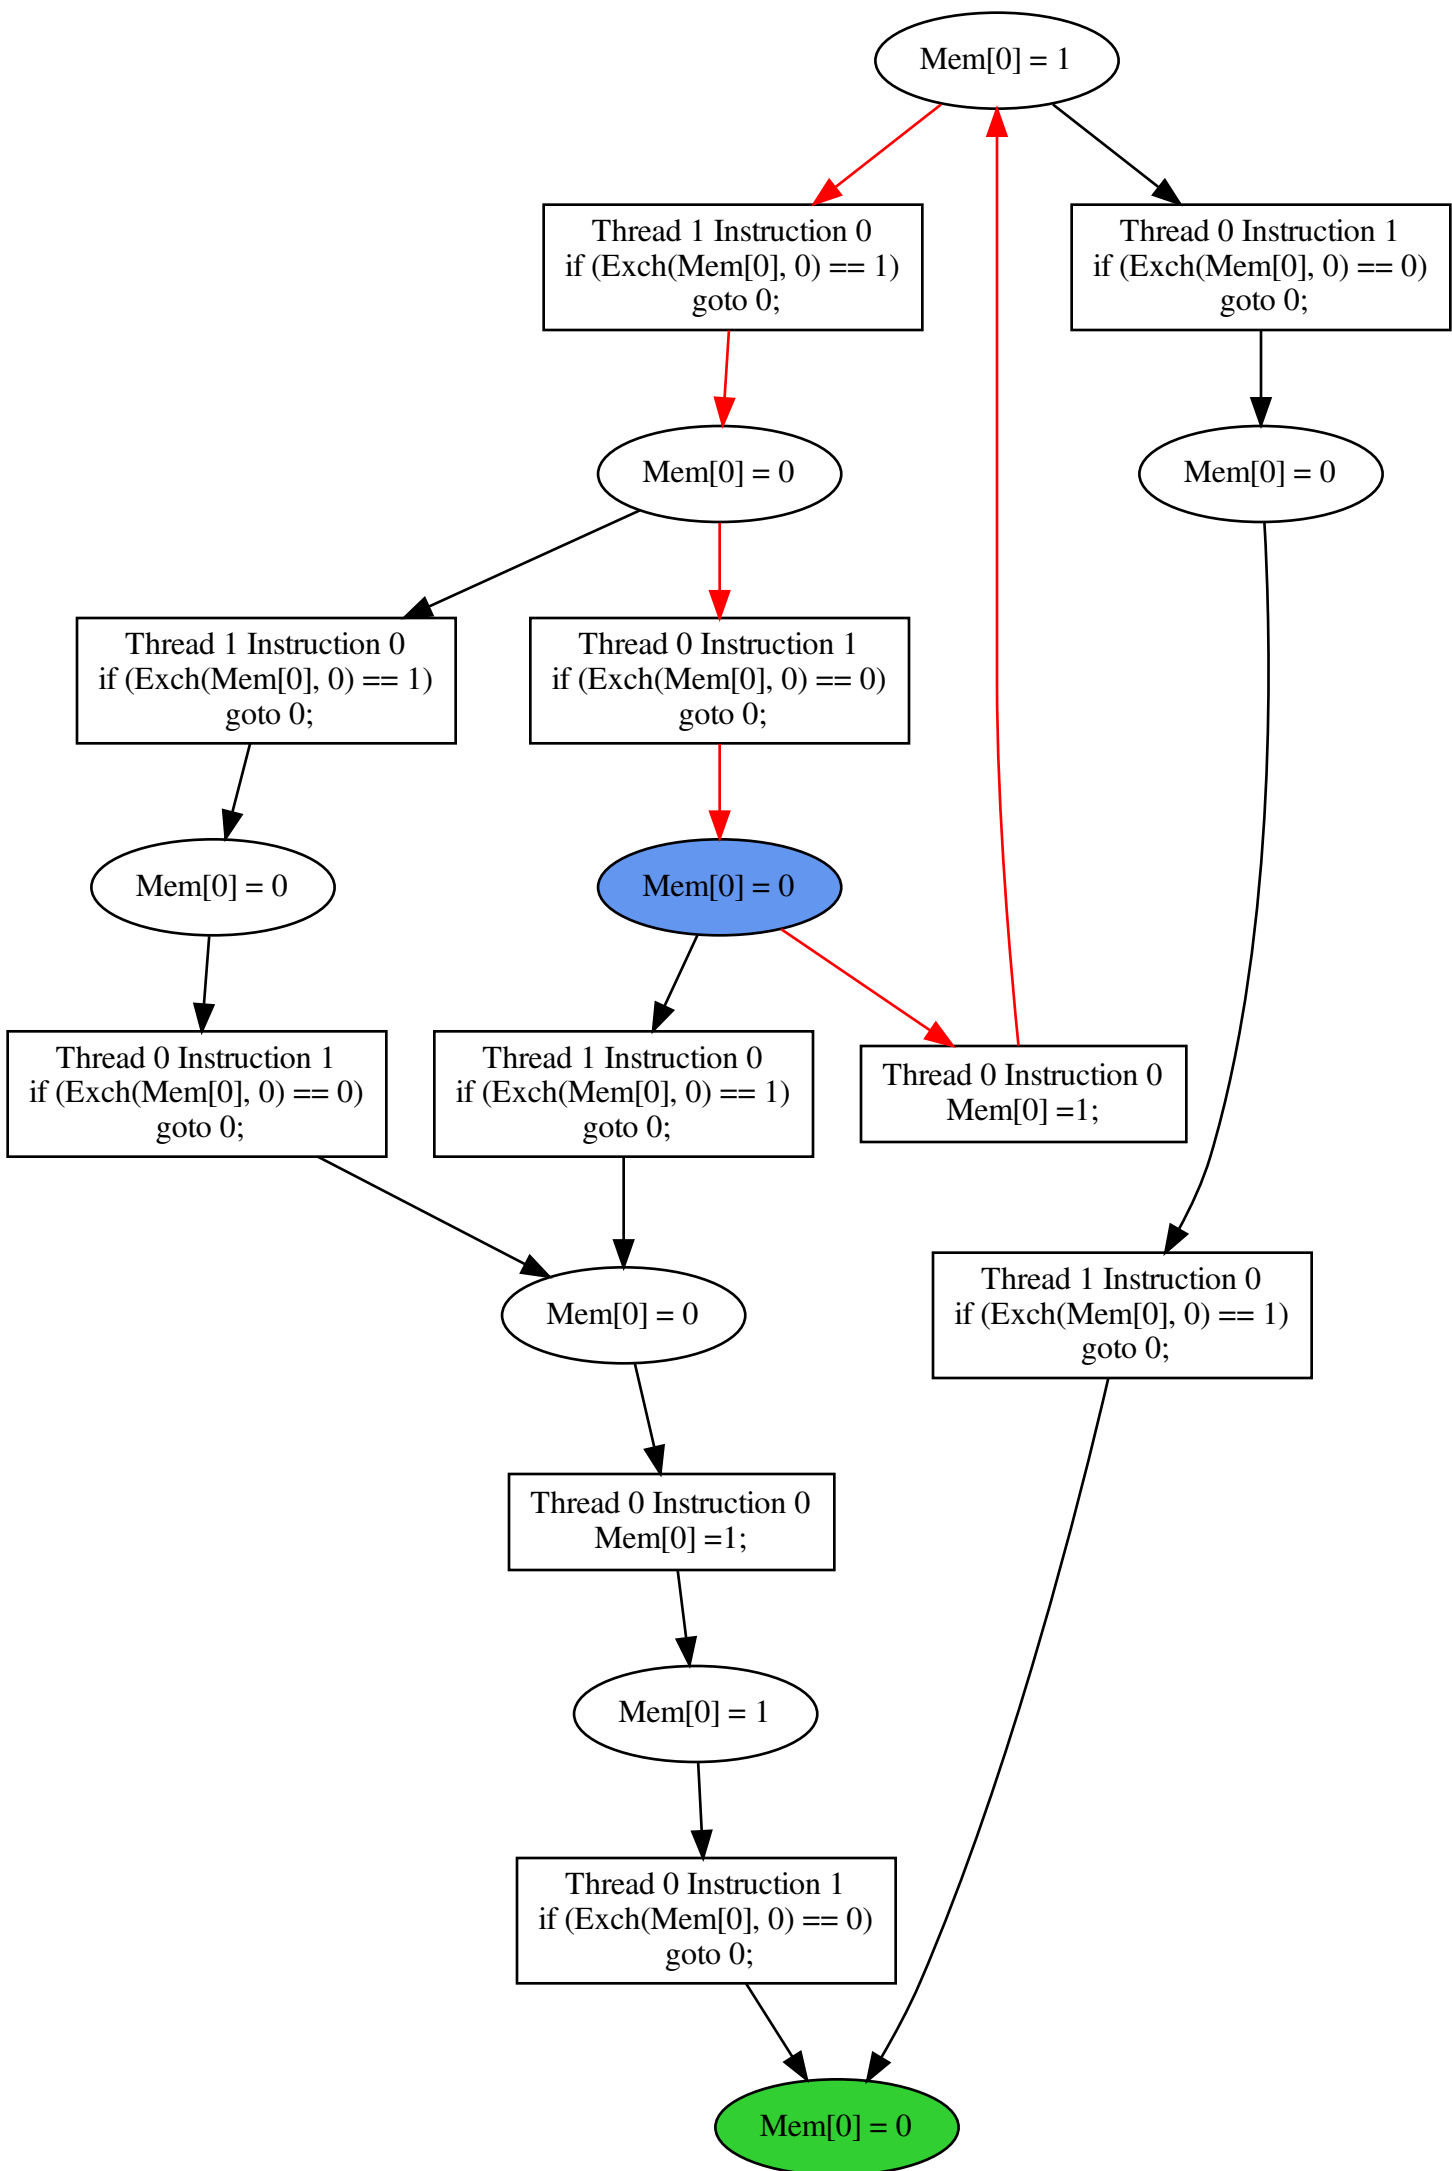 Mem[0] = 1
Thread 1 Instruction 0
if (Exch(Mem[0], 0) == 1)
goto 0;
Thread 0 Instruction 1
if (Exch(Mem[0], 0) == 0)
goto 0;
Mem[0] = 0
Mem[0] = 0
Thread 1 Instruction 0
if (Exch(Mem[0], 0) == 1)
goto 0;
Thread 0 Instruction 1
if (Exch(Mem[0], 0) == 0)
goto 0;
Mem[0] = 0
Mem[0] = 0
Thread 0 Instruction 1
if (Exch(Mem[0], 0) == 0)
goto 0;
Thread 1 Instruction 0
if (Exch(Mem[0], 0) == 1)
goto 0;
Thread 0 Instruction 0
Mem[0] =1;
Mem[0] = 0
Thread 1 Instruction 0
if (Exch(Mem[0], 0) == 1)
goto 0;
Thread 0 Instruction 0
Mem[0] =1;
Mem[0] = 1
Thread 0 Instruction 1
if (Exch(Mem[0], 0) == 0)
goto 0;
Mem[0] = 0